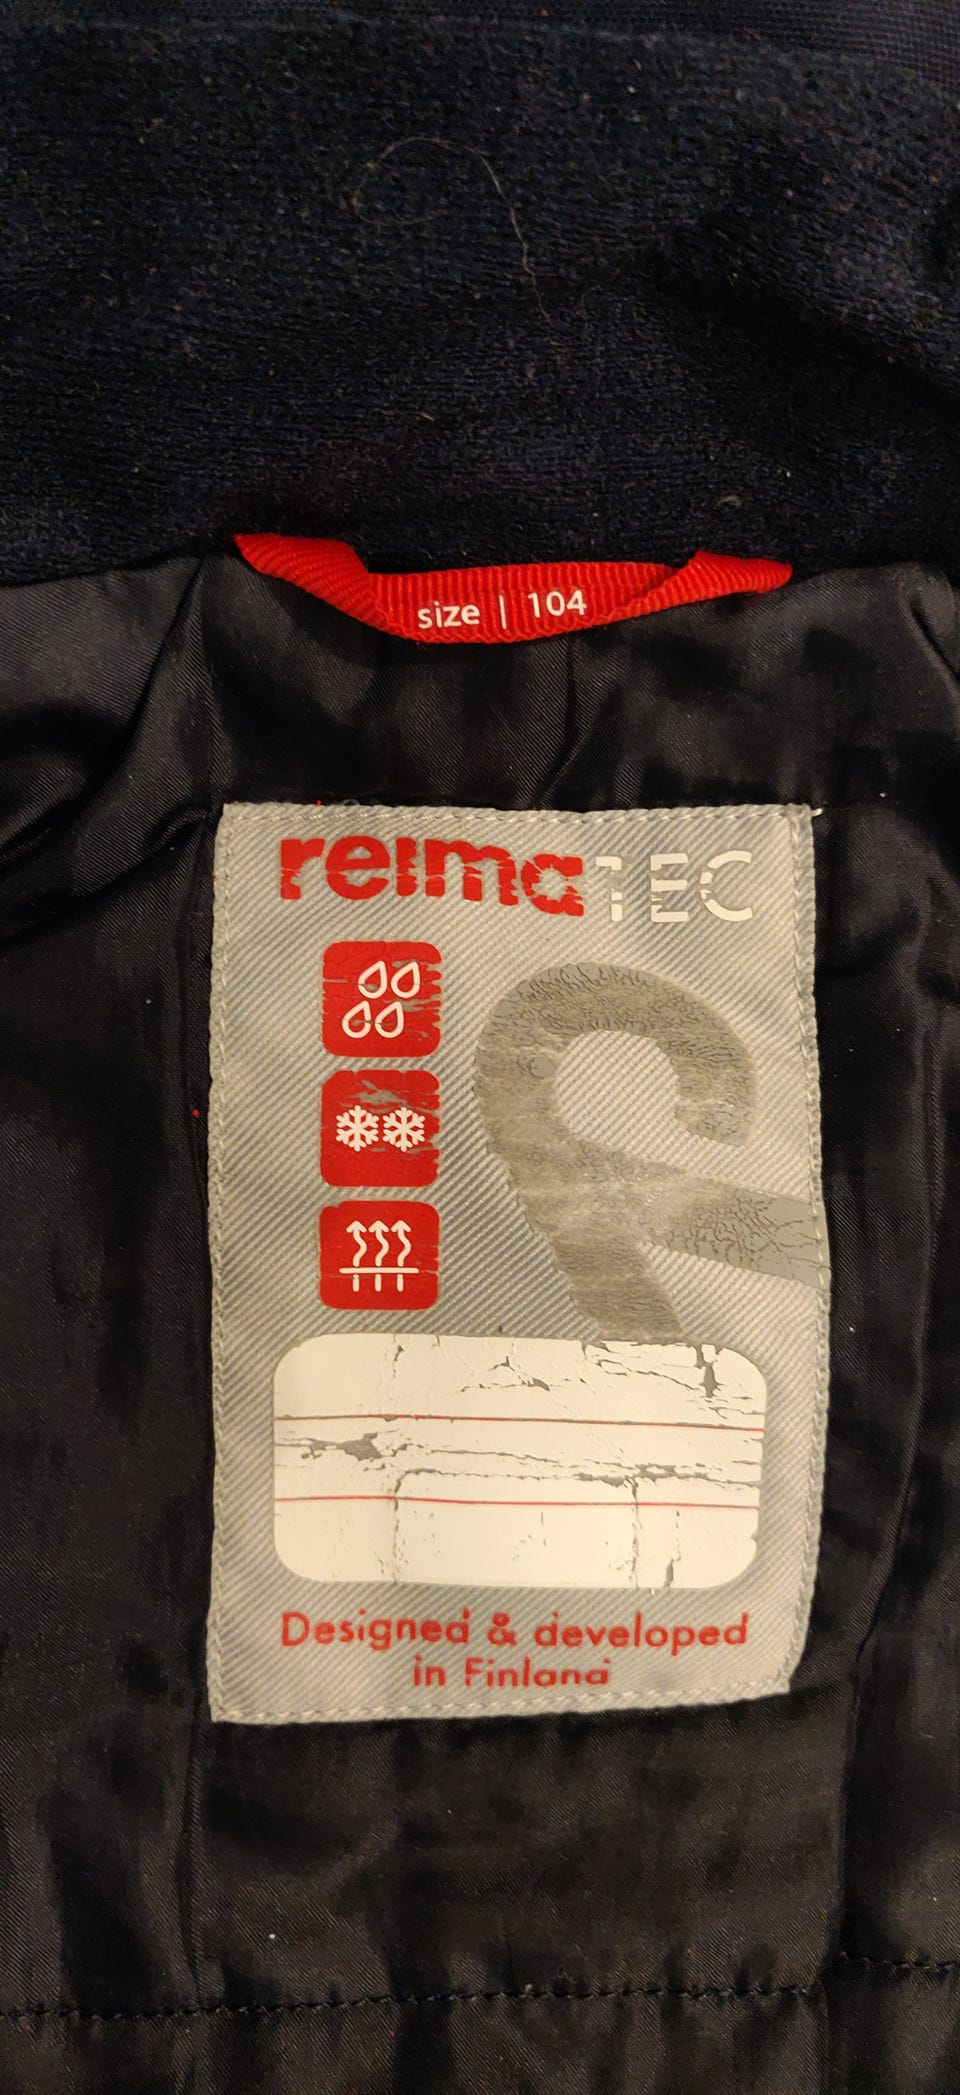 size | 104
reimaTEC
Designed & developed
in Finland